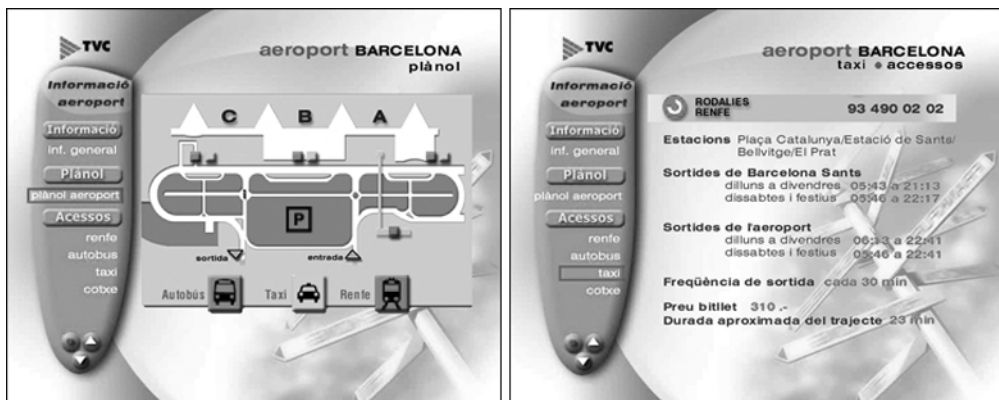 TVC
aeroport BARCELONA
plànol
Informació
aeroport
Informació
inf. general
Plànol
plànol aeroport
Acessos
renfe
autobus
taxi
cotxe
C B A
P
sortida entrada
Autobús Taxi Renfe
TVC
aeroport BARCELONA
taxi • accessos
Informació
aeroport
Informació
inf. general
Plànol
plànol aeroport
Acessos
renfe
autobus
taxi
cotxe
RODALIES
RENFE 93 490 02 02
Estacions Plaça Catalunya/Estació de Sants/
Bellvitge/El Prat
Sortides de Barcelona Sants
dilluns a divendres 05:43 a 21:13
dissabtes i festius 05:46 a 22:17
Sortides de l'aeroport
dilluns a divendres 06:13 a 22:41
dissabtes i festius 05:46 a 22:41
Freqüència de sortida cada 30 min
Preu bitllet 310 .-
Durada aproximada del trajecte 23 min